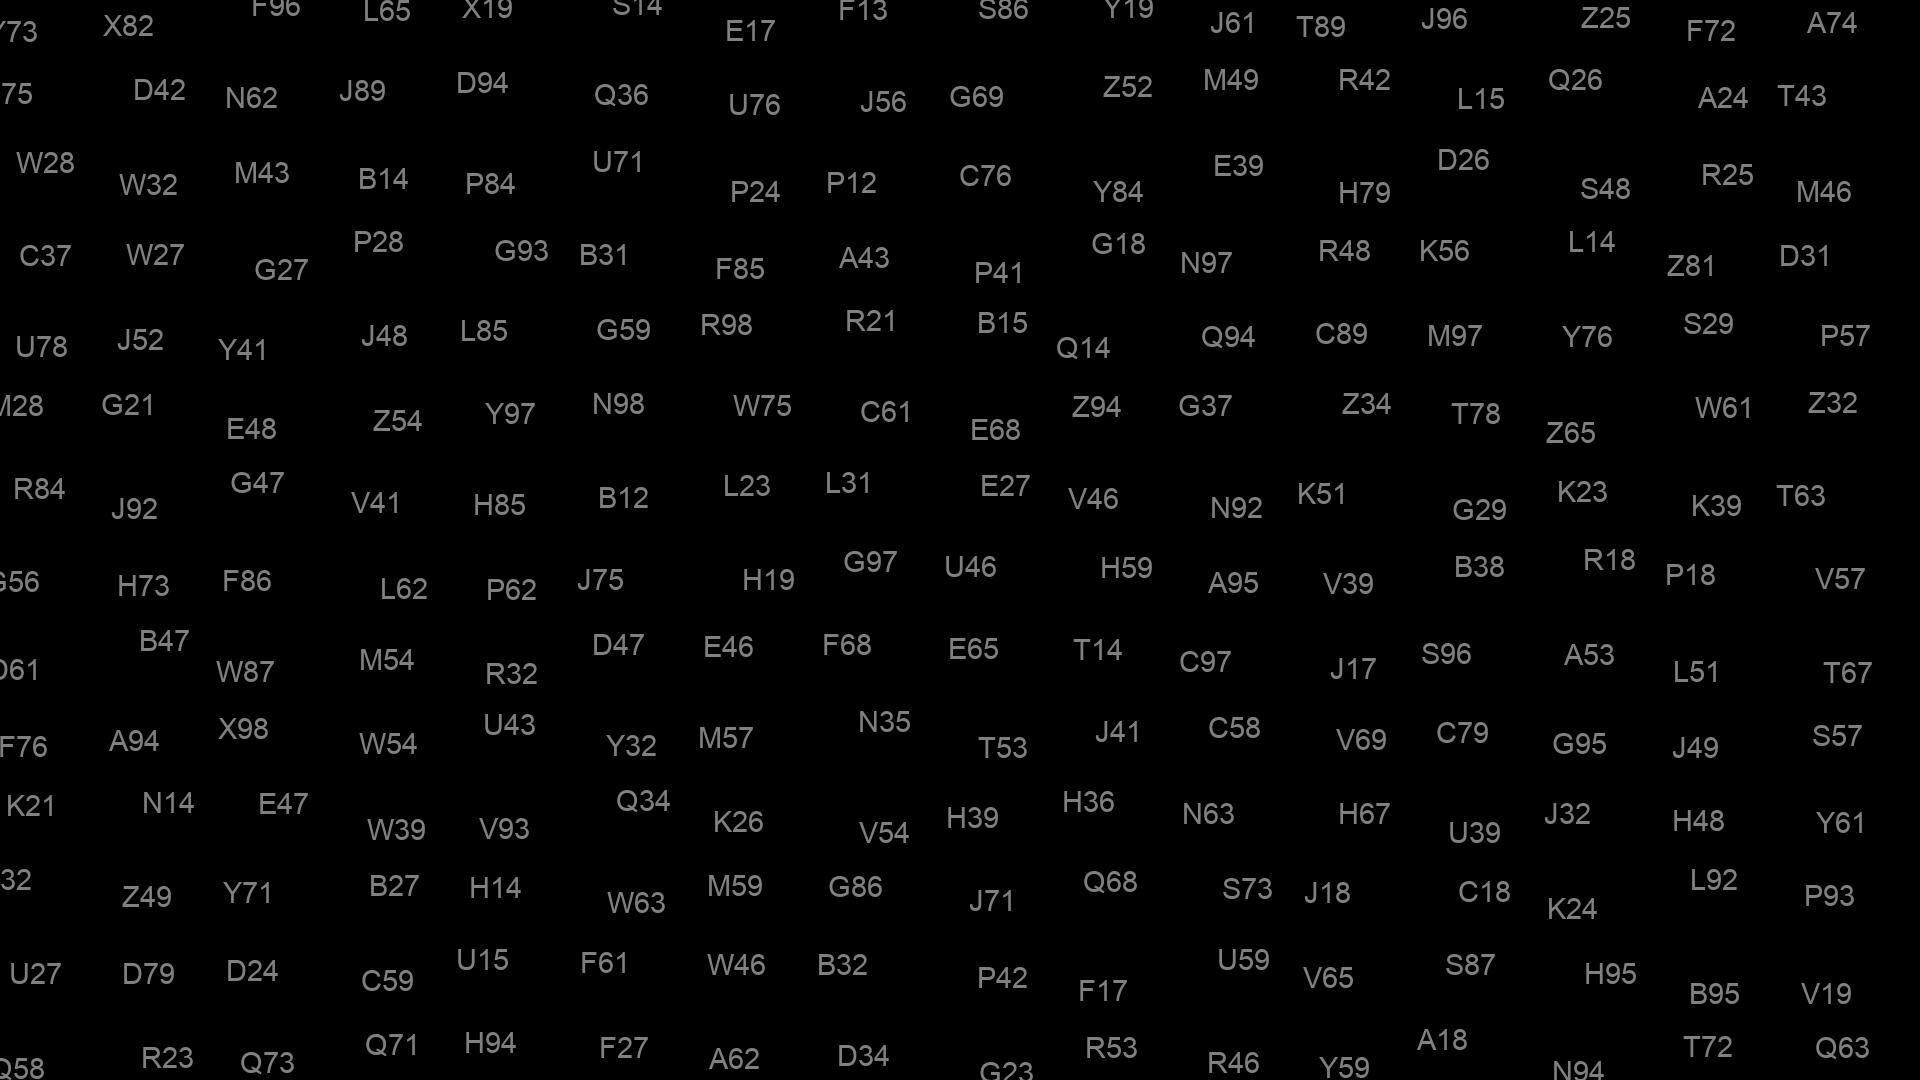 Y73 X82 F96 L65 X19 S14 E17 F13 S86 Y19 J61 T89 J96 Z25 F72 A74
75 D42 N62 J89 D94 Q36 U76 J56 G69 Z52 M49 R42 L15 Q26 A24 T43
W28 W32 M43 B14 P84 U71 P24 P12 C76 Y84 E39 H79 D26 S48 R25 M46
C37 W27 G27 P28 G93 B31 F85 A43 P41 G18 N97 R48 K56 L14 Z81 D31
U78 J52 Y41 J48 L85 G59 R98 R21 B15 Q14 Q94 C89 M97 Y76 S29 P57
M28 G21 E48 Z54 Y97 N98 W75 C61 E68 Z94 G37 Z34 T78 Z65 W61 Z32
R84 J92 G47 V41 H85 B12 L23 L31 E27 V46 N92 K51 G29 K23 K39 T63
G56 H73 F86 L62 P62 J75 H19 G97 U46 H59 A95 V39 B38 R18 P18 V57
61 B47 W87 M54 R32 D47 E46 F68 E65 T14 C97 J17 S96 A53 L51 T67
F76 A94 X98 W54 U43 Y32 M57 N35 T53 J41 C58 V69 C79 G95 J49 S57
K21 N14 E47 W39 V93 Q34 K26 V54 H39 H36 N63 H67 U39 J32 H48 Y61
32 Z49 Y71 B27 H14 W63 M59 G86 J71 Q68 S73 J18 C18 K24 L92 P93
U27 D79 D24 C59 U15 F61 W46 B32 P42 F17 U59 V65 S87 H95 B95 V19
Q58 R23 Q73 Q71 H94 F27 A62 D34 G23 R53 R46 Y59 A18 N94 T72 Q63